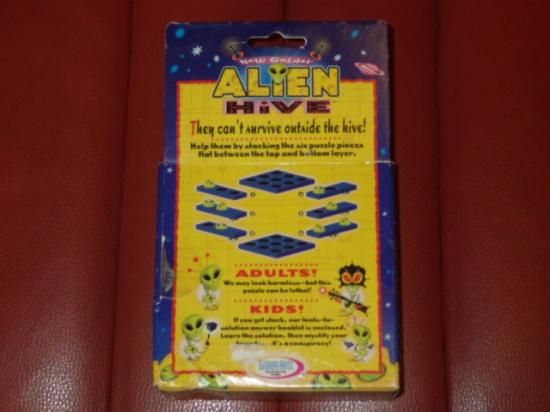 NEW GALAXY
ALIEN
HIVE™
They can't survive outside the hive!
Help them by stacking the six puzzle pieces
flat between the top and bottom layer.
ADULTS!
We may look harmless—but this
puzzle can be lethal!
KIDS!
If you get stuck, our hints-to-
solution answer booklet is enclosed.
Learn the solution, then mystify your
friends... it's a conspiracy!